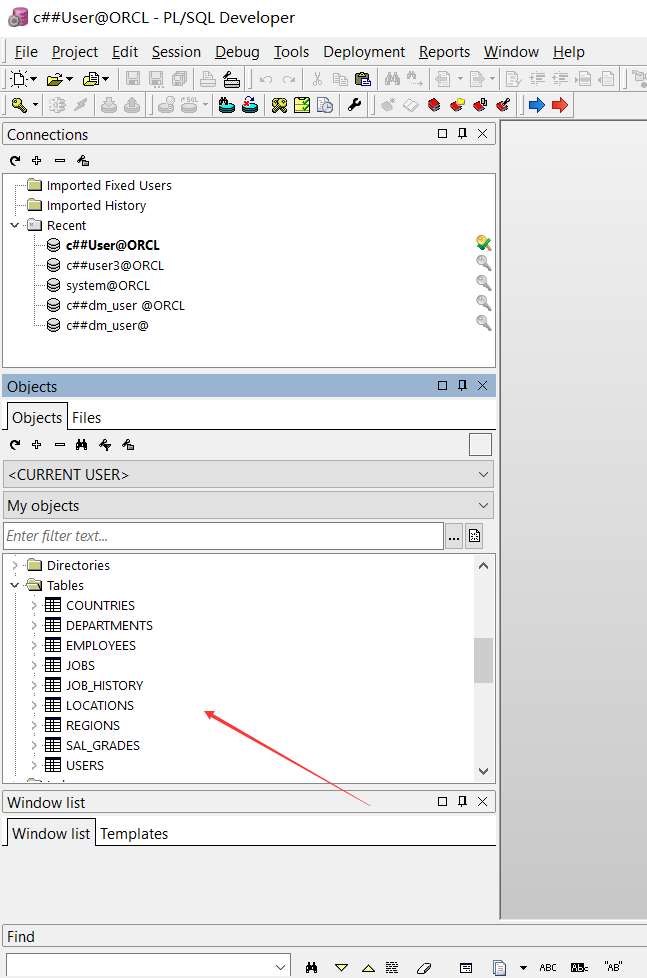 c##User@ORCL - PL/SQL Developer
File Project Edit Session Debug Tools Deployment Reports Window Help
Connections
Imported Fixed Users
Imported History
Recent
c##User@ORCL
c##user3@ORCL
system@ORCL
c##dm_user @ORCL
c##dm_user@
Objects
Objects Files
<CURRENT USER>
My objects
Enter filter text... ...
Directories
Tables
COUNTRIES
DEPARTMENTS
EMPLOYEES
JOBS
JOB_HISTORY
LOCATIONS
REGIONS
SAL_GRADES
USERS
Window list
Window list Templates
Find
ABC ABc "AB"